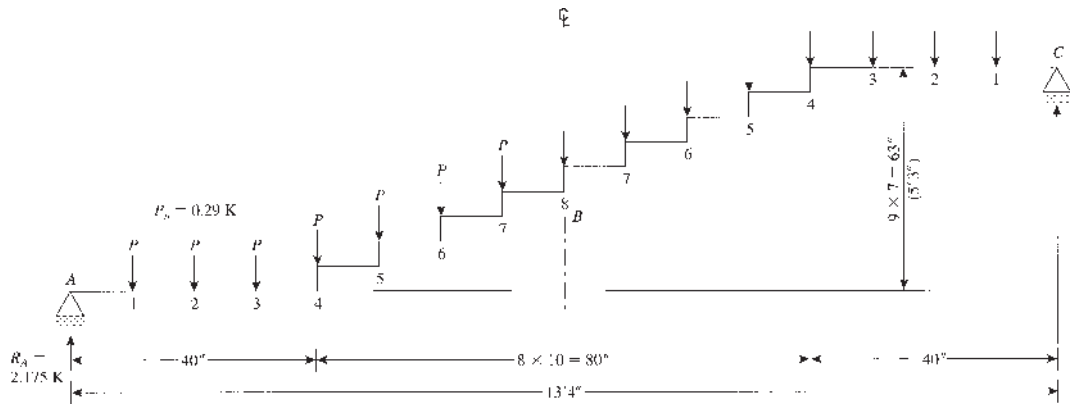 ℄
C
3
2
1
4
5
6
7
8
B
9 × 7 – 63"
(5'3")
P
P
P
7
6
P
P
5
4
P_u = 0.29 K
P
P
P
A
1
2
3
R_A =
2.175 K
40"
8 × 10 = 80"
40"
13'4"